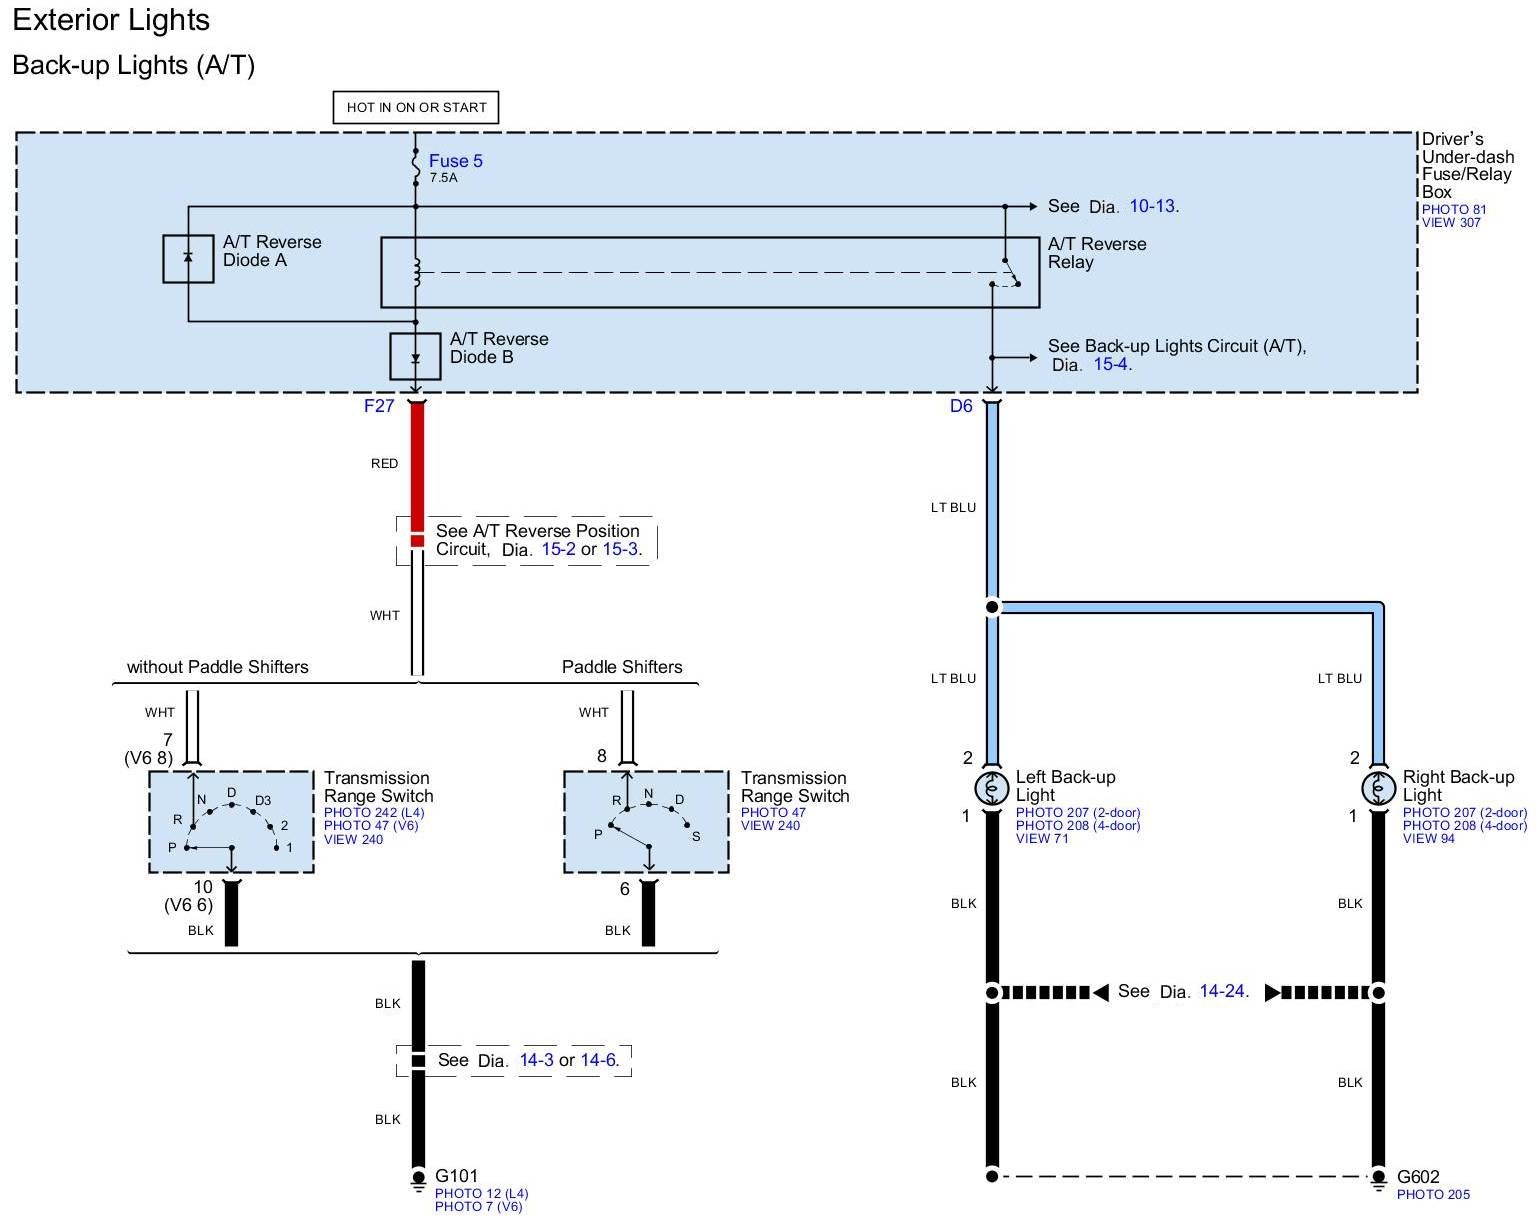 Exterior Lights
Back-up Lights (A/T)
HOT IN ON OR START
Fuse 5
7.5A
Driver's
Under-dash
Fuse/Relay
Box
PHOTO 81
VIEW 307
See Dia. 10-13.
A/T Reverse
Diode A
A/T Reverse
Relay
A/T Reverse
Diode B
See Back-up Lights Circuit (A/T),
Dia. 15-4.
F27
D6
RED
LT BLU
See A/T Reverse Position
Circuit, Dia. 15-2 or 15-3.
WHT
without Paddle Shifters
Paddle Shifters
LT BLU
LT BLU
WHT
WHT
7
(V6 8)
8
2
2
Transmission
Range Switch
PHOTO 242 (L4)
PHOTO 47 (V6)
VIEW 240
P
R
N
D
D3
2
1
Transmission
Range Switch
PHOTO 47
VIEW 240
P
R
N
D
S
Left Back-up
Light
PHOTO 207 (2-door)
PHOTO 208 (4-door)
VIEW 71
Right Back-up
Light
PHOTO 207 (2-door)
PHOTO 208 (4-door)
VIEW 94
1
1
10
(V6 6)
6
BLK
BLK
BLK
BLK
BLK
See Dia. 14-24.
See Dia. 14-3 or 14-6.
BLK
BLK
BLK
G101
PHOTO 12 (L4)
PHOTO 7 (V6)
G602
PHOTO 205